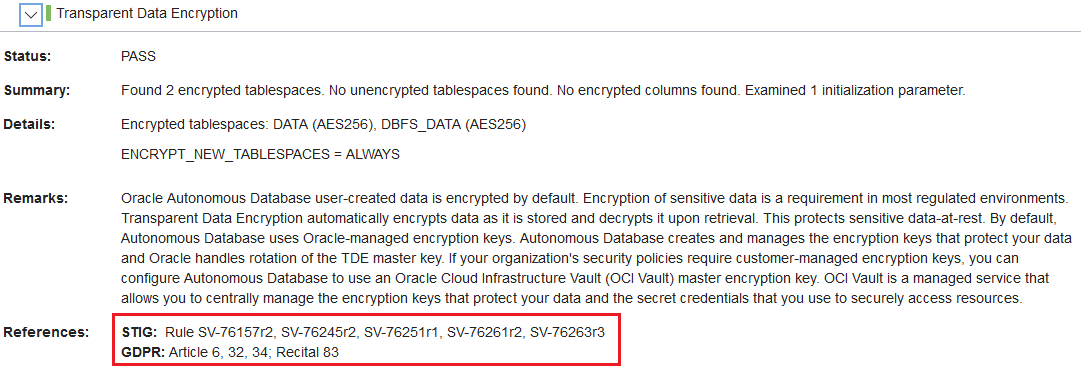 Transparent Data Encryption
Status: PASS
Summary: Found 2 encrypted tablespaces. No unencrypted tablespaces found. No encrypted columns found. Examined 1 initialization parameter.
Details: Encrypted tablespaces: DATA (AES256), DBFS_DATA (AES256)
ENCRYPT_NEW_TABLESPACES = ALWAYS
Remarks: Oracle Autonomous Database user-created data is encrypted by default. Encryption of sensitive data is a requirement in most regulated environments.
Transparent Data Encryption automatically encrypts data as it is stored and decrypts it upon retrieval. This protects sensitive data-at-rest. By default,
Autonomous Database uses Oracle-managed encryption keys. Autonomous Database creates and manages the encryption keys that protect your data
and Oracle handles rotation of the TDE master key. If your organization's security policies require customer-managed encryption keys, you can
configure Autonomous Database to use an Oracle Cloud Infrastructure Vault (OCI Vault) master encryption key. OCI Vault is a managed service that
allows you to centrally manage the encryption keys that protect your data and the secret credentials that you use to securely access resources.
References: STIG: Rule SV-76157r2, SV-76245r2, SV-76251r1, SV-76261r2, SV-76263r3
GDPR: Article 6, 32, 34; Recital 83